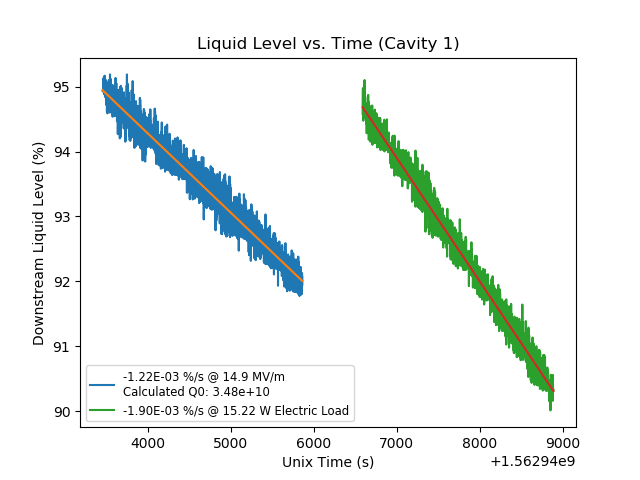 Liquid Level vs. Time (Cavity 1)
95
94
93
92
91
90
Downstream Liquid Level (%)
-1.22E-03 %/s @ 14.9 MV/m
Calculated Q0: 3.48e+10
-1.90E-03 %/s @ 15.22 W Electric Load
4000 5000 6000 7000 8000 9000
Unix Time (s)
+1.56294e9